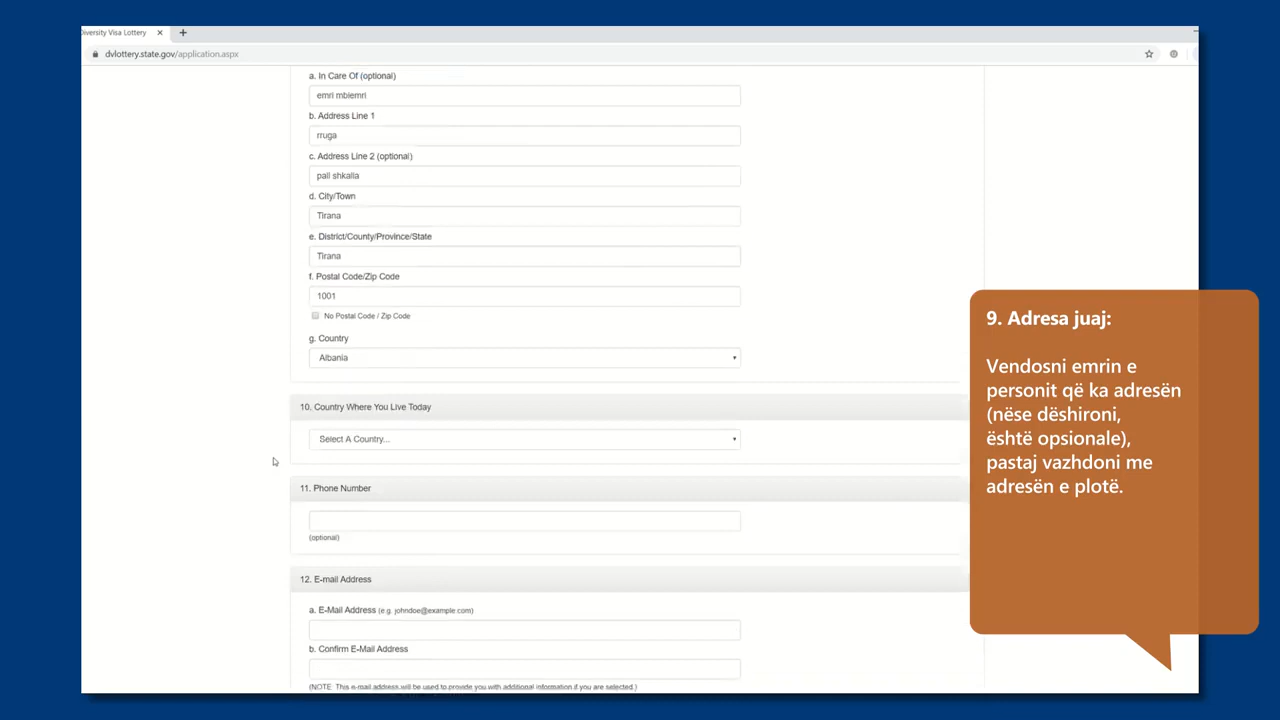 Diversity Visa Lottery
dvlottery.state.gov/application.aspx
a. In Care Of (optional)
emri mbiemri
b. Address Line 1
rruga
c. Address Line 2 (optional)
pall shkalla
d. City/Town
Tirana
e. District/County/Province/State
Tirana
f. Postal Code/Zip Code
1001
No Postal Code / Zip Code
g. Country
Albania
10. Country Where You Live Today
Select A Country...
11. Phone Number
(optional)
12. E-mail Address
a. E-Mail Address (e.g. johndoe@example.com)
b. Confirm E-Mail Address
(NOTE: This e-mail address will be used to provide you with additional information if you are selected.)
9. Adresa juaj:
Vendosni emrin e
personit që ka adresën
(nëse dëshironi,
është opsionale),
pastaj vazhdoni me
adresën e plotë.